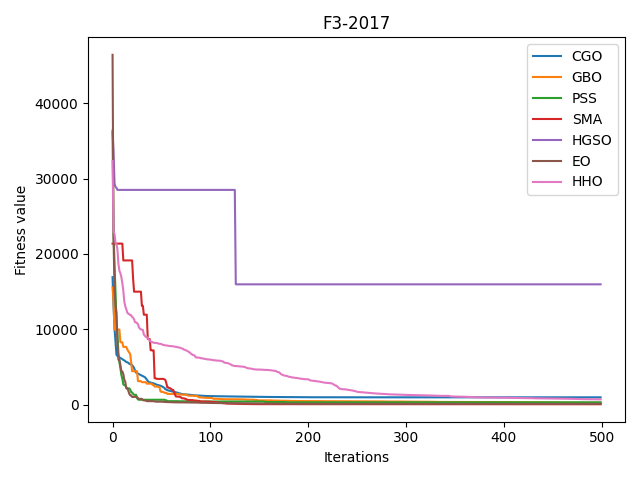 F3-2017
CGO
GBO
PSS
SMA
HGSO
EO
HHO
Fitness value
40000
30000
20000
10000
0
0 100 200 300 400 500
Iterations